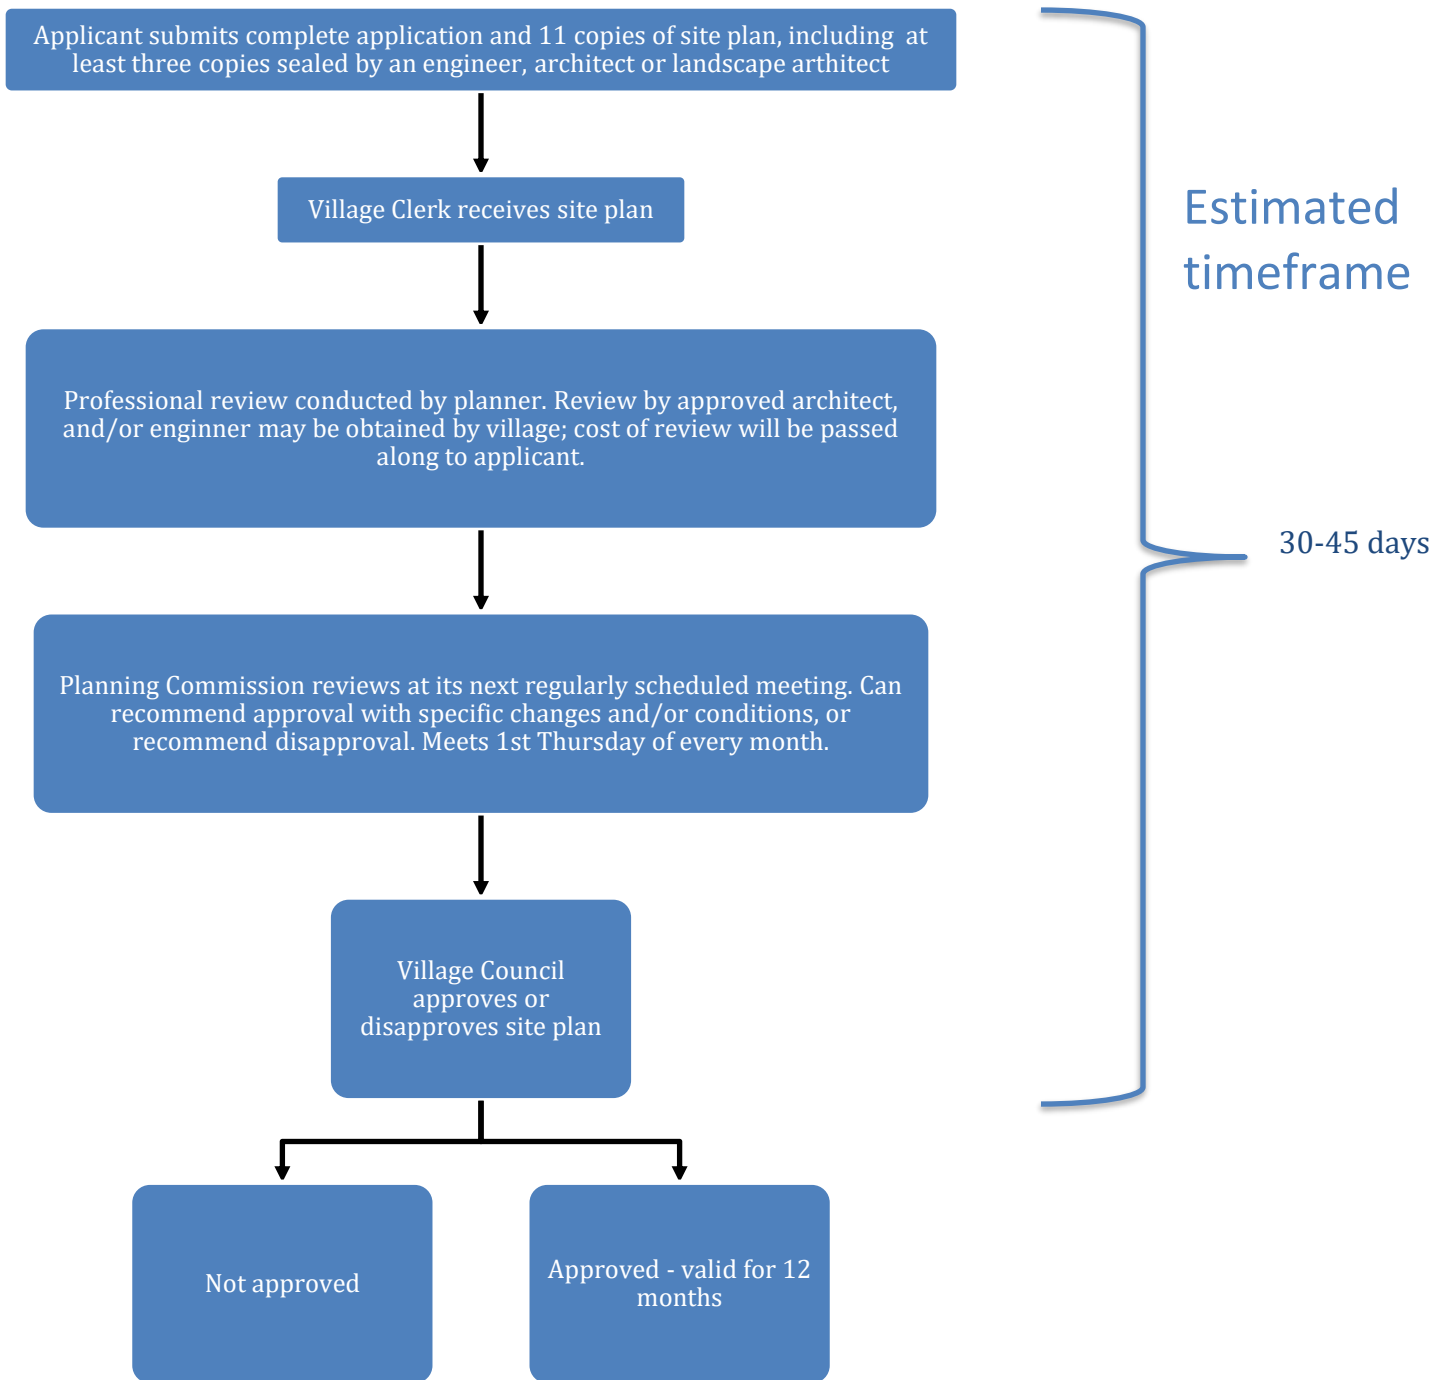 Applicant submits complete application and 11 copies of site plan, including  at
least three copies sealed by an engineer, architect or landscape arthitect
Village Clerk receives site plan
Estimated
timeframe
Professional review conducted by planner. Review by approved architect,
and/or enginner may be obtained by village; cost of review will be passed
along to applicant.
30-45 days
Planning Commission reviews at its next regularly scheduled meeting. Can
recommend approval with specific changes and/or conditions, or
recommend disapproval. Meets 1st Thursday of every month.
Village Council
approves or
disapproves site plan
Not approved
Approved - valid for 12
months